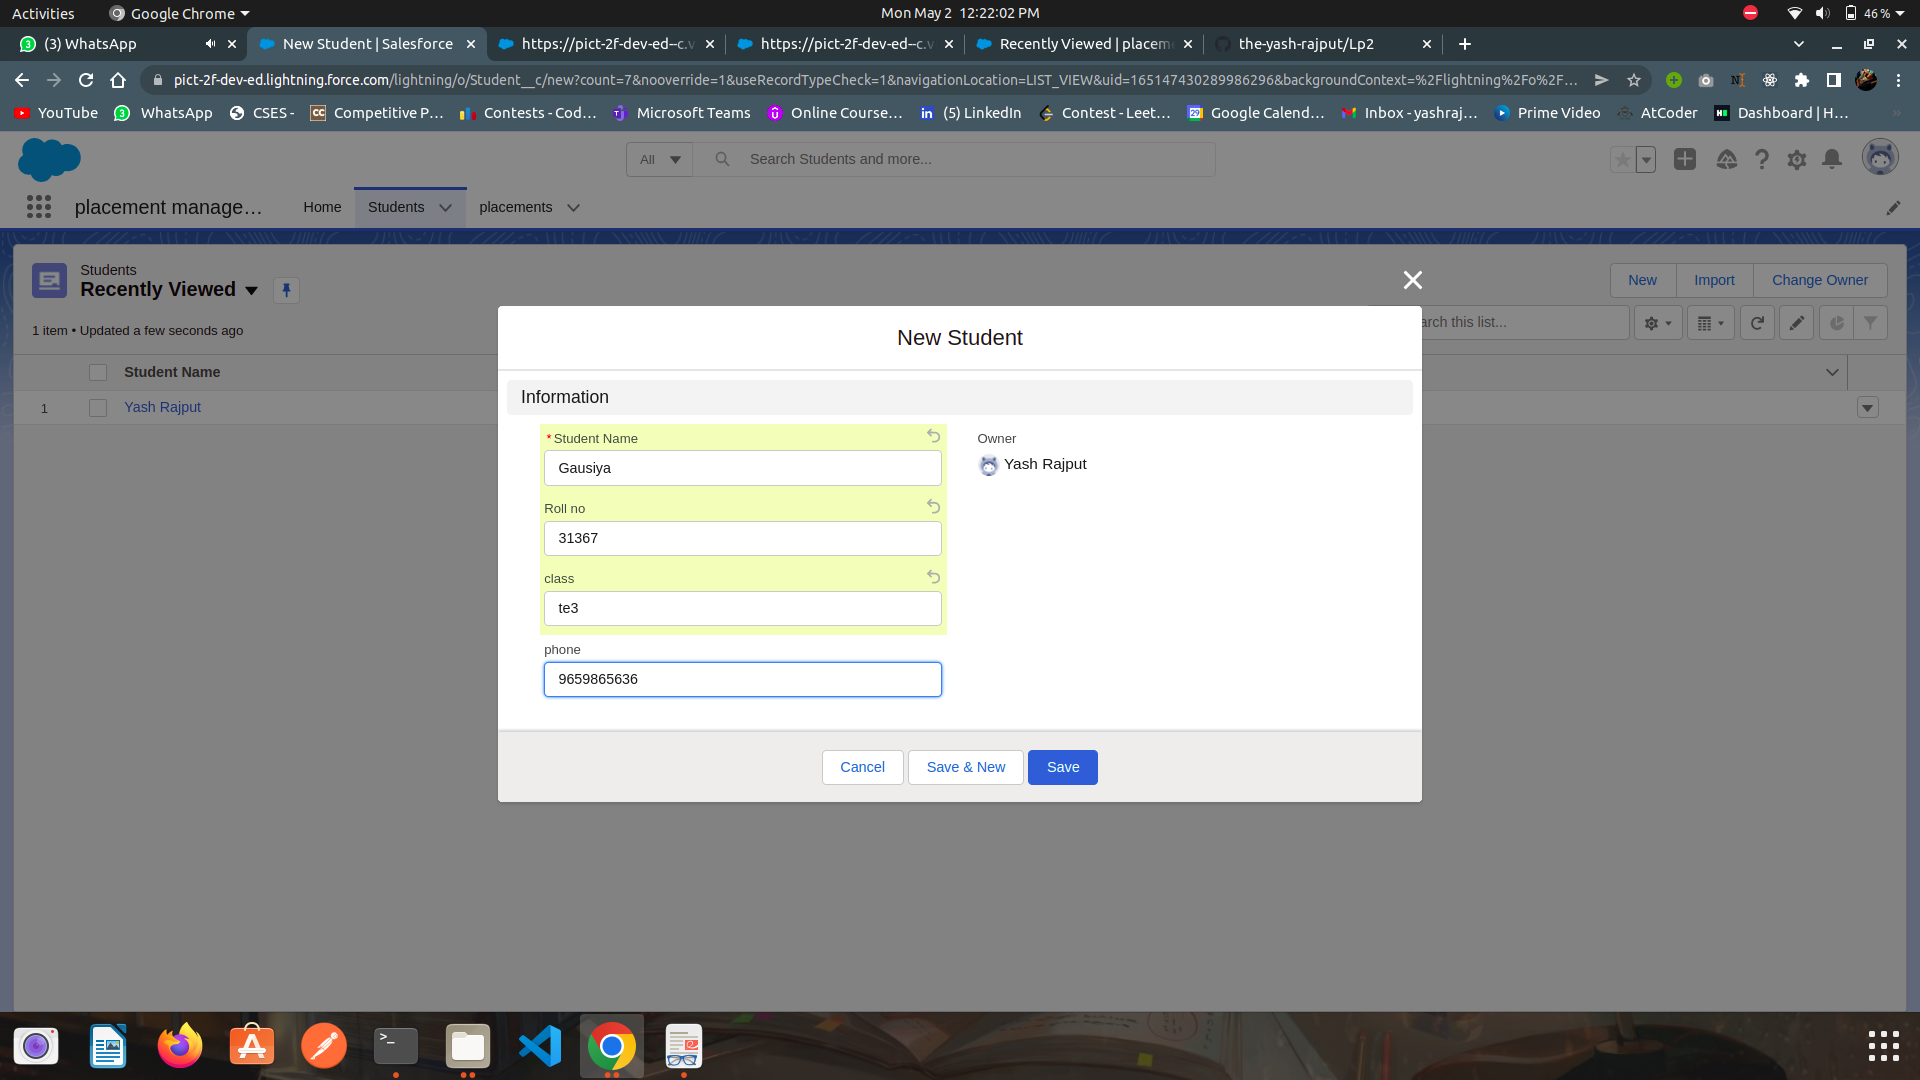 Activities
Google Chrome
Mon May 2 12:22:02 PM
46 %
(3) WhatsApp
New Student | Salesforce
https://pict-2f-dev-ed--c.v
https://pict-2f-dev-ed--c.v
Recently Viewed | placem
the-yash-rajput/Lp2
pict-2f-dev-ed.lightning.force.com/lightning/o/Student__c/new?count=7&nooverride=1&useRecordTypeCheck=1&navigationLocation=LIST_VIEW&uid=165147430289986296&backgroundContext=%2Flightning%2Fo%2F...
YouTube
WhatsApp
CSES -
Competitive P...
Contests - Cod...
Microsoft Teams
Online Course...
(5) LinkedIn
Contest - Leet...
Google Calend...
Inbox - yashraj...
Prime Video
AtCoder
Dashboard | H...
All
Search Students and more...
placement manage...
Home
Students
placements
Students
Recently Viewed
New
Import
Change Owner
1 item • Updated a few seconds ago
arch this list...
Student Name
1
Yash Rajput
New Student
Information
*Student Name
Gausiya
Owner
Yash Rajput
Roll no
31367
class
te3
phone
9659865636
Cancel
Save & New
Save